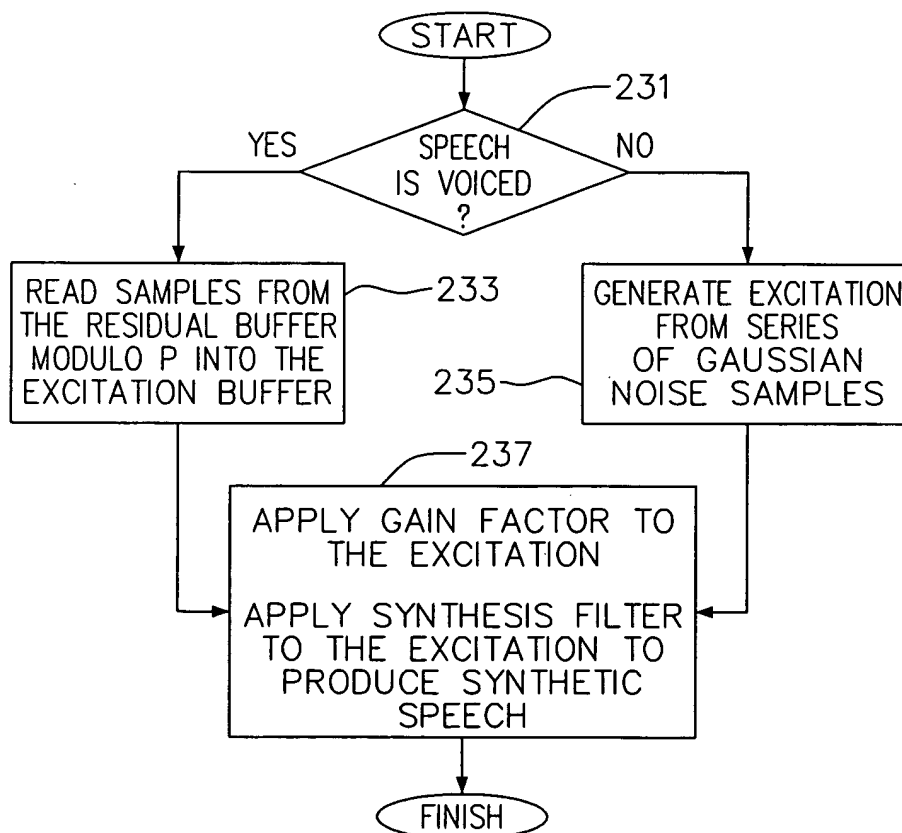 START
231
YES
SPEECH
IS VOICED
?
NO
READ SAMPLES FROM
THE RESIDUAL BUFFER
MODULO P INTO THE
EXCITATION BUFFER
233
GENERATE EXCITATION
FROM SERIES
OF GAUSSIAN
NOISE SAMPLES
235
237
APPLY GAIN FACTOR TO
THE EXCITATION
APPLY SYNTHESIS FILTER
TO THE EXCITATION TO
PRODUCE SYNTHETIC
SPEECH
FINISH